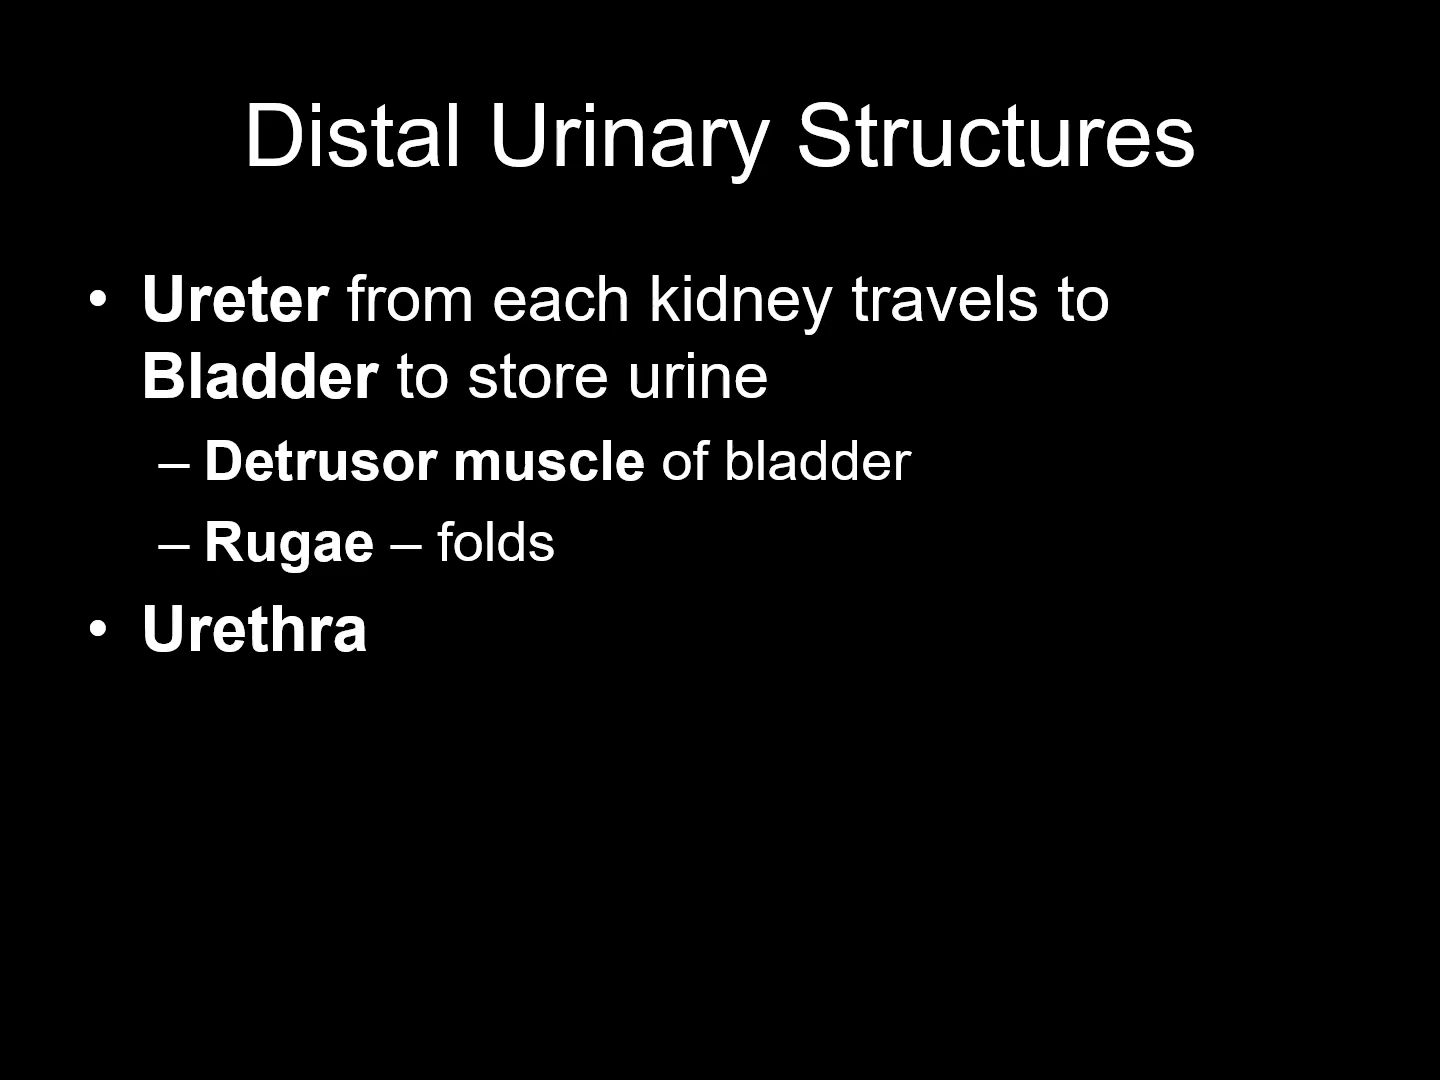 Distal Urinary Structures
• Ureter from each kidney travels to
Bladder to store urine
– Detrusor muscle of bladder
– Rugae – folds
• Urethra